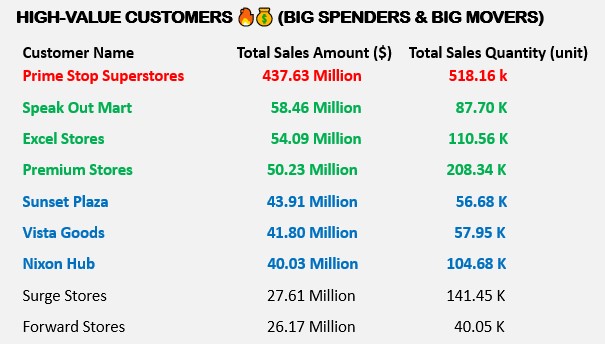 HIGH-VALUE CUSTOMERS 🔥💰 (BIG SPENDERS & BIG MOVERS)
Customer Name Total Sales Amount ($) Total Sales Quantity (unit)
Prime Stop Superstores 437.63 Million 518.16 k
Speak Out Mart 58.46 Million 87.70 K
Excel Stores 54.09 Million 110.56 K
Premium Stores 50.23 Million 208.34 K
Sunset Plaza 43.91 Million 56.68 K
Vista Goods 41.80 Million 57.95 K
Nixon Hub 40.03 Million 104.68 K
Surge Stores 27.61 Million 141.45 K
Forward Stores 26.17 Million 40.05 K